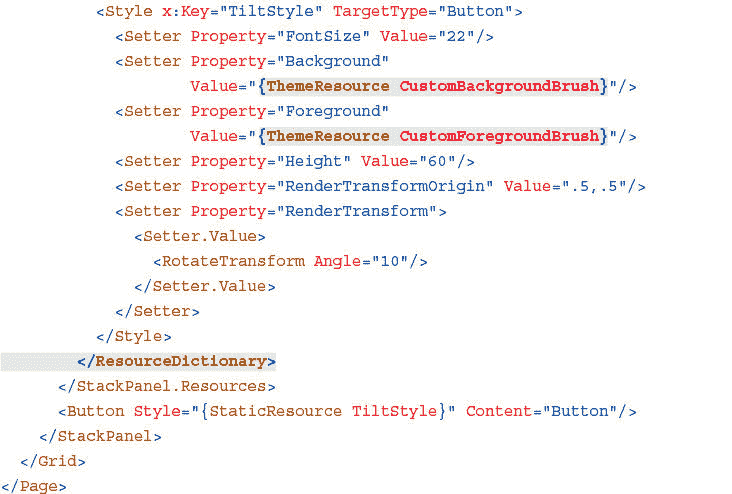 <Style x:Key="TiltStyle" TargetType="Button">
<Setter Property="FontSize" Value="22"/>
<Setter Property="Background"
Value="{ThemeResource CustomBackgroundBrush}"/>
<Setter Property="Foreground"
Value="{ThemeResource CustomForegroundBrush}"/>
<Setter Property="Height" Value="60"/>
<Setter Property="RenderTransformOrigin" Value=".5,.5"/>
<Setter Property="RenderTransform">
<Setter.Value>
<RotateTransform Angle="10"/>
</Setter.Value>
</Setter>
</Style>
</ResourceDictionary>
</StackPanel.Resources>
<Button Style="{StaticResource TiltStyle}" Content="Button"/>
</StackPanel>
</Grid>
</Page>